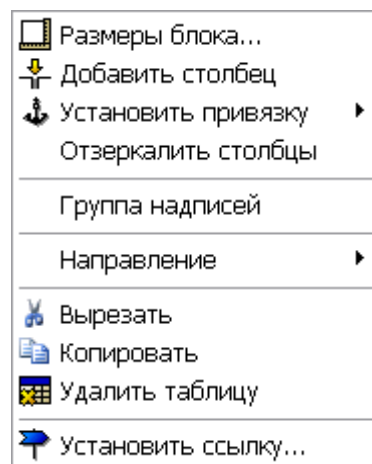 Размеры блока...
Добавить столбец
Установить привязку
Отзеркалить столбцы
Группа надписей
Направление
Вырезать
Копировать
Удалить таблицу
Установить ссылку...